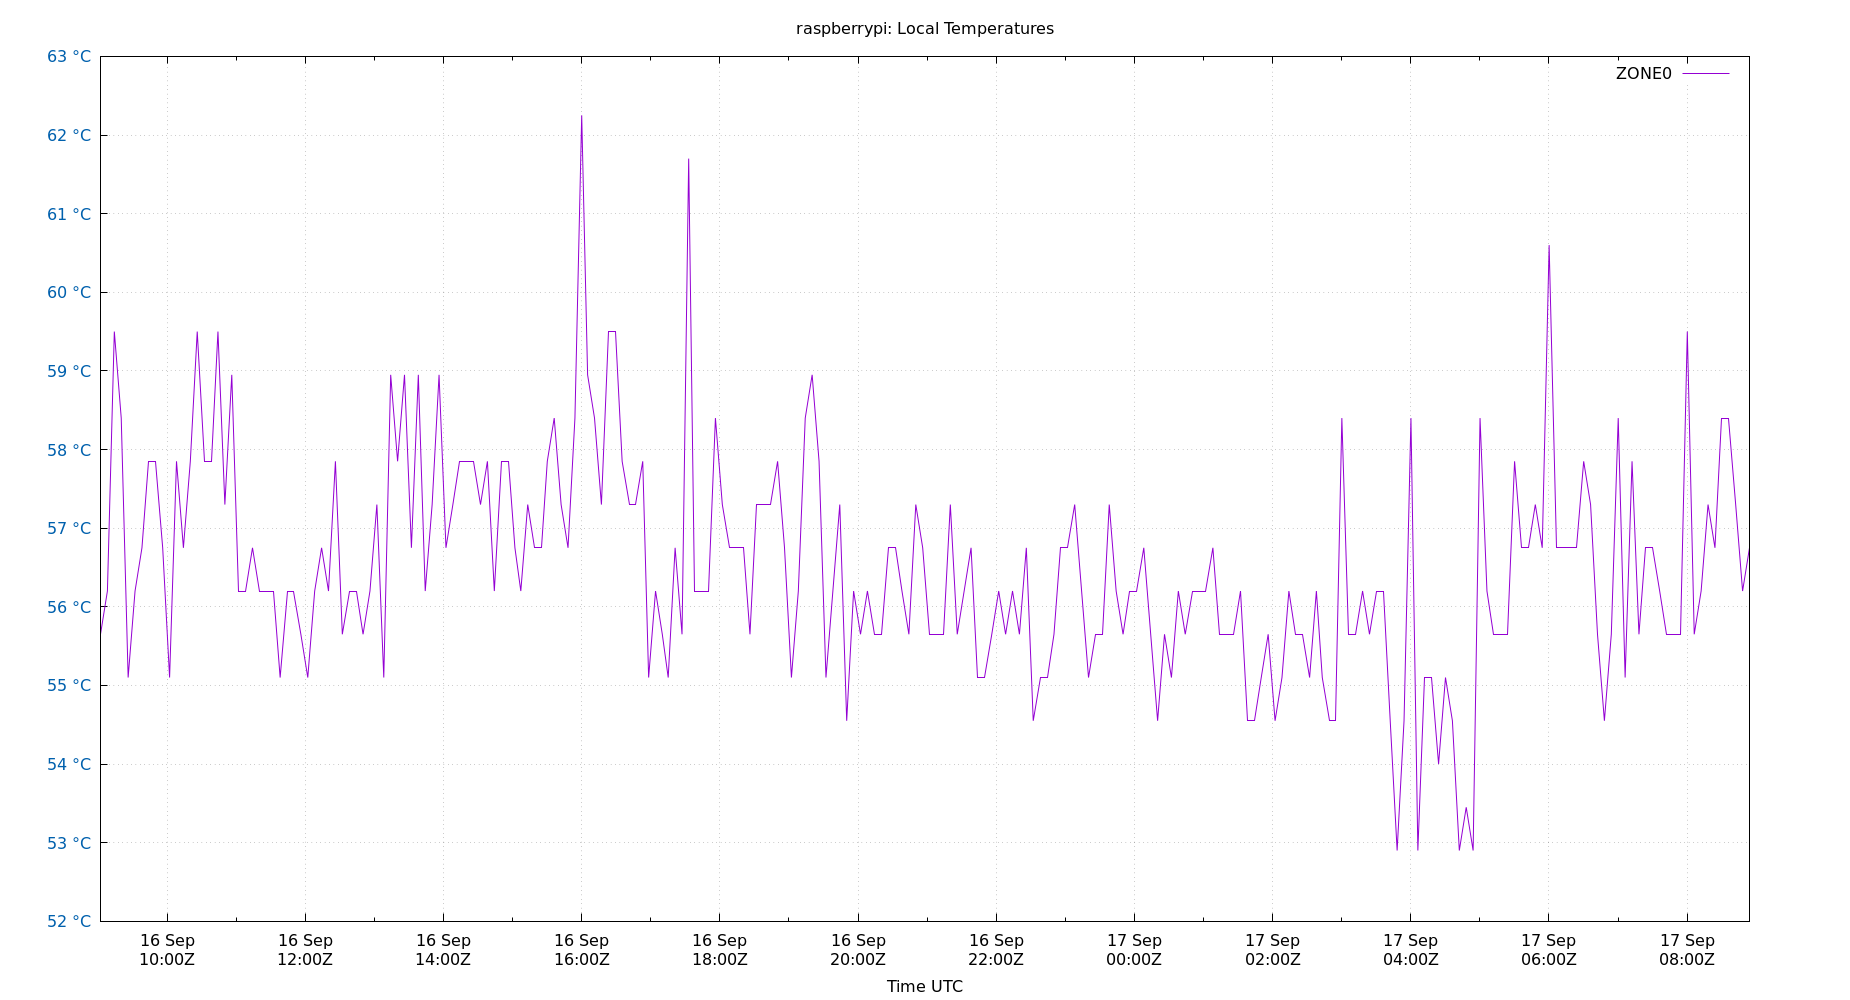 raspberrypi: Local Temperatures
63 °C
ZONE0
62 °C
61 °C
60 °C
59 °C
58 °C
57 °C
56 °C
55 °C
54 °C
53 °C
52 °C
16 Sep 16 Sep 16 Sep 16 Sep 16 Sep 16 Sep 16 Sep 17 Sep 17 Sep 17 Sep 17 Sep 17 Sep
10:00Z 12:00Z 14:00Z 16:00Z 18:00Z 20:00Z 22:00Z 00:00Z 02:00Z 04:00Z 06:00Z 08:00Z
Time UTC